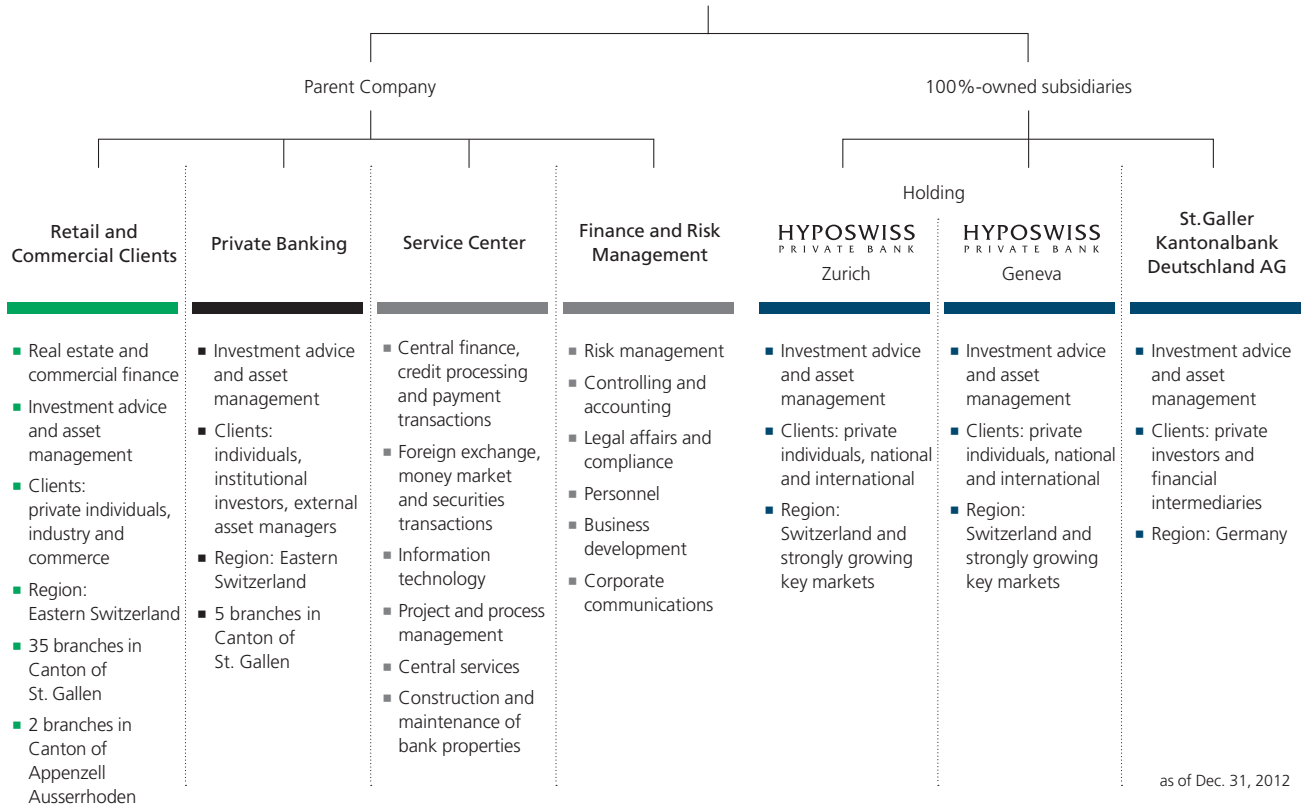 Parent Company
100%-owned subsidiaries
Retail and
Commercial Clients
Private Banking
Service Center
Finance and Risk
Management
Holding
HYPOSWISS
PRIVATE BANK
Zurich
HYPOSWISS
PRIVATE BANK
Geneva
St.Galler
Kantonalbank
Deutschland AG
Real estate and
commercial finance
Investment advice
and asset
management
Clients:
private individuals,
industry and
commerce
Region:
Eastern Switzerland
35 branches in
Canton of
St. Gallen
2 branches in
Canton of
Appenzell
Ausserrhoden
Investment advice
and asset
management
Clients:
individuals,
institutional
investors, external
asset managers
Region: Eastern
Switzerland
5 branches in
Canton of
St. Gallen
Central finance,
credit processing
and payment
transactions
Foreign exchange,
money market
and securities
transactions
Information
technology
Project and process
management
Central services
Construction and
maintenance of
bank properties
Risk management
Controlling and
accounting
Legal affairs and
compliance
Personnel
Business
development
Corporate
communications
Investment advice
and asset
management
Clients: private
individuals, national
and international
Region:
Switzerland and
strongly growing
key markets
Investment advice
and asset
management
Clients: private
individuals, national
and international
Region:
Switzerland and
strongly growing
key markets
Investment advice
and asset
management
Clients: private
investors and
financial
intermediaries
Region: Germany
as of Dec. 31, 2012